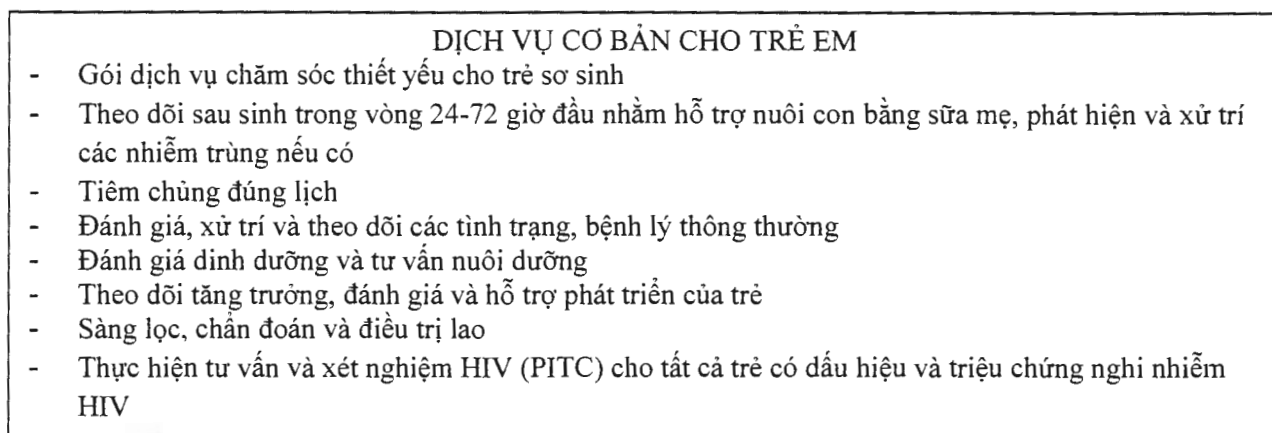 DỊCH VỤ CƠ BẢN CHO TRẺ EM
- Gói dịch vụ chăm sóc thiết yếu cho trẻ sơ sinh
- Theo dõi sau sinh trong vòng 24-72 giờ đầu nhằm hỗ trợ nuôi con bằng sữa mẹ, phát hiện và xử trí
các nhiễm trùng nếu có
- Tiêm chủng đúng lịch
- Đánh giá, xử trí và theo dõi các tình trạng, bệnh lý thông thường
- Đánh giá dinh dưỡng và tư vấn nuôi dưỡng
- Theo dõi tăng trưởng, đánh giá và hỗ trợ phát triển của trẻ
- Sàng lọc, chẩn đoán và điều trị lao
- Thực hiện tư vấn và xét nghiệm HIV (PITC) cho tất cả trẻ có dấu hiệu và triệu chứng nghi nhiễm
HIV